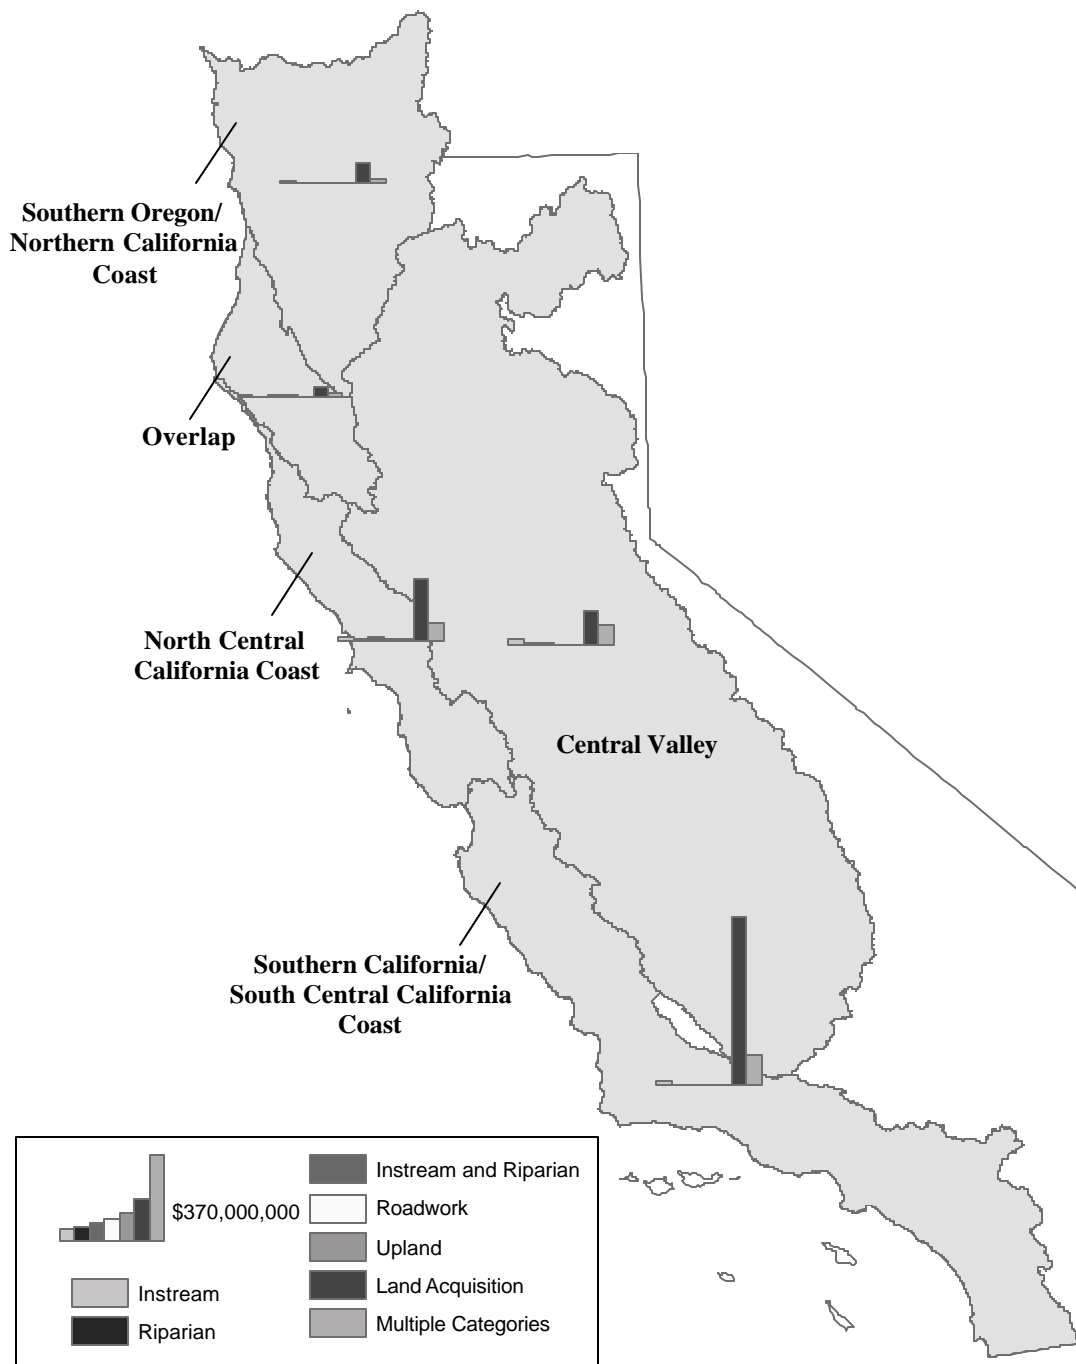 Southern Oregon/
Northern California
Coast
Overlap
North Central
California Coast
Central Valley
Southern California/
South Central California
Coast
$370,000,000
Instream
Riparian
Instream and Riparian
Roadwork
Upland
Land Acquisition
Multiple Categories